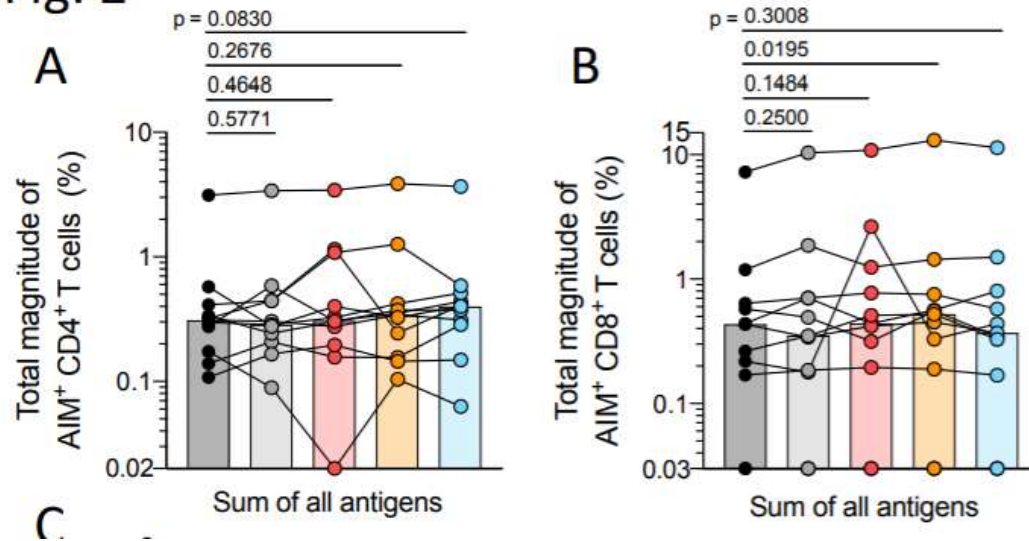 Fig. 2
p = 0.0830
0.2676
0.4648
0.5771
A
10
1
0.1
0.02
Total magnitude of
AIM+ CD4+ T cells (%)
Sum of all antigens
p = 0.3008
0.0195
0.1484
0.2500
B
15
10
1
0.1
0.03
Total magnitude of
AIM+ CD8+ T cells (%)
Sum of all antigens
C